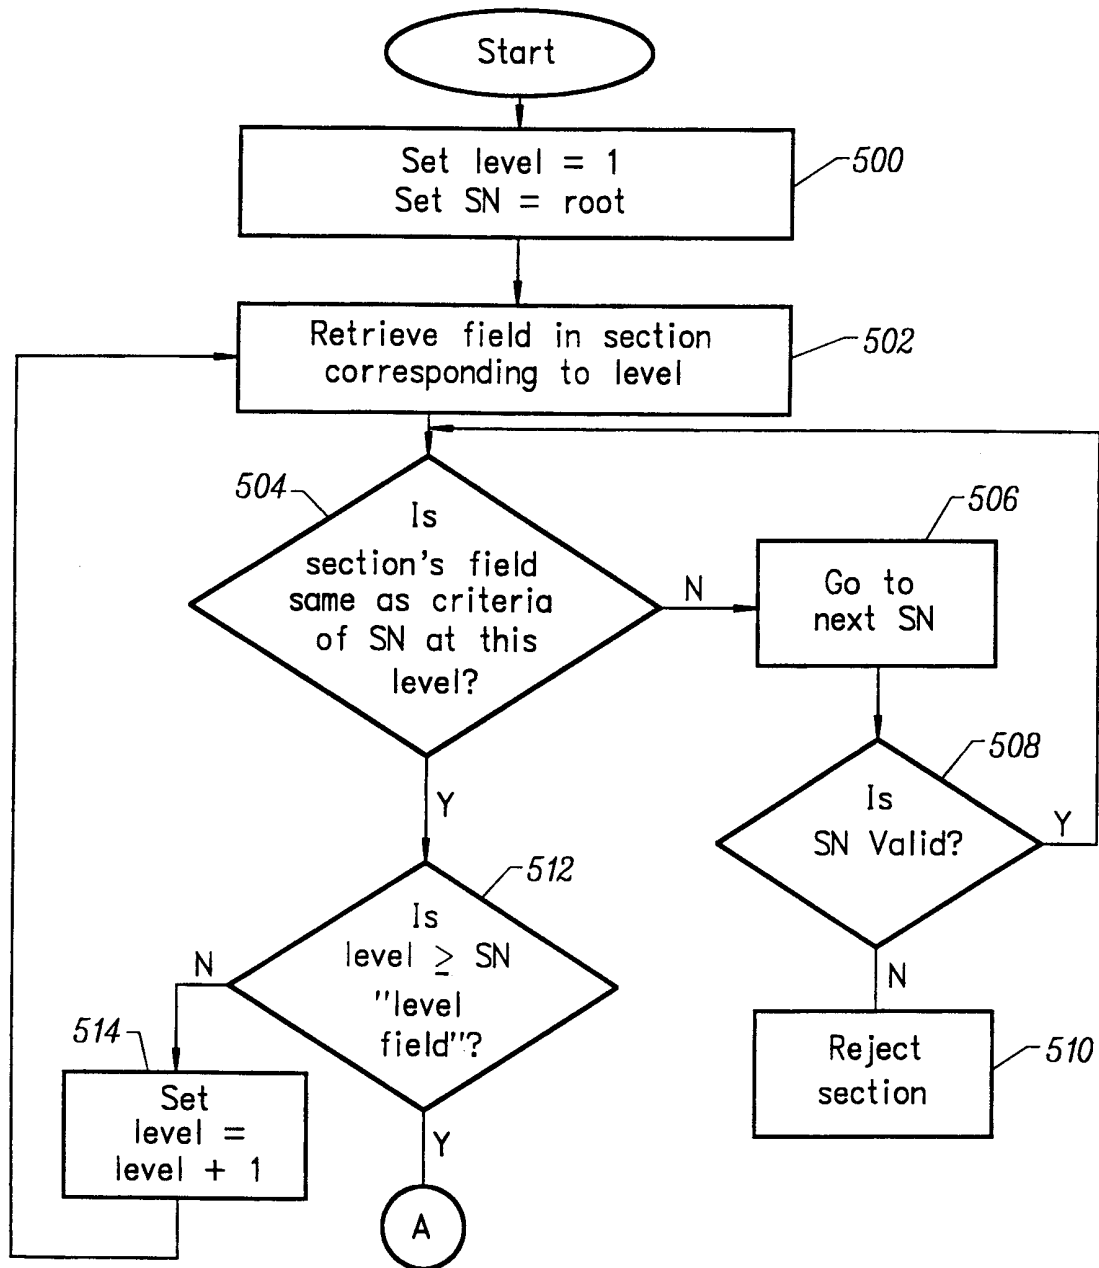 Start
Set level = 1
Set SN = root
500
Retrieve field in section
corresponding to level
502
504
Is
section's field
same as criteria
of SN at this
level?
N
506
Go to
next SN
508
Is
SN Valid?
Y
Y
512
Is
level ≥ SN
"level
field"?
N
N
514
Set
level =
level + 1
Reject
section
510
Y
A